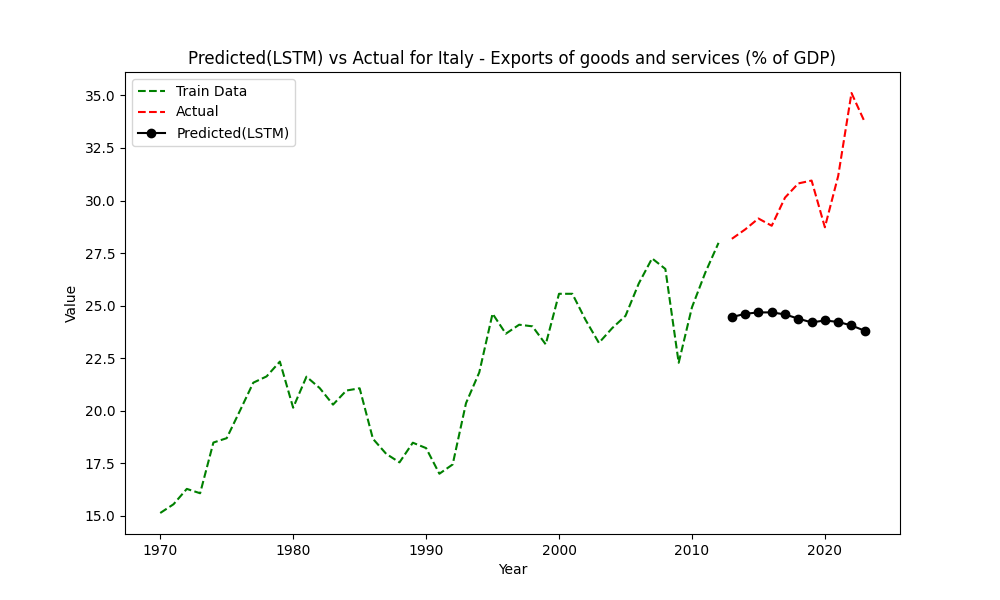 Predicted(LSTM) vs Actual for Italy - Exports of goods and services (% of GDP)
Train Data
Actual
Predicted(LSTM)
35.0
32.5
30.0
27.5
25.0
22.5
20.0
17.5
15.0
Value
1970 1980 1990 2000 2010 2020
Year